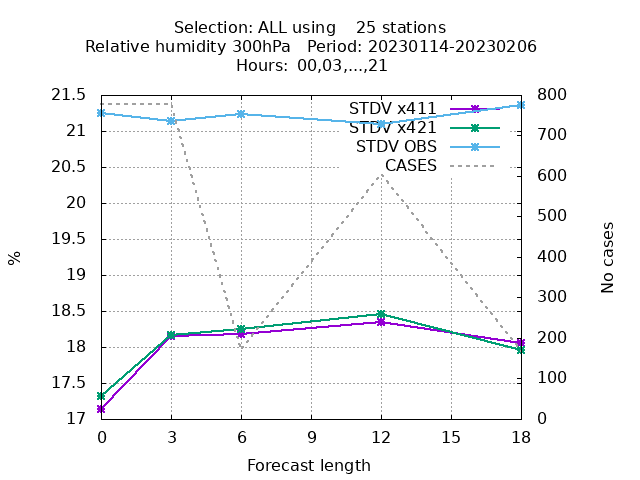 Selection: ALL using    25 stations
Relative humidity 300hPa   Period: 20230114-20230206
Hours: 00,03,...,21
21.5
21
20.5
20
19.5
19
18.5
18
17.5
17
%
STDV x411
STDV x421
STDV OBS
CASES
800
700
600
500
400
300
200
100
0
No cases
0 3 6 9 12 15 18
Forecast length